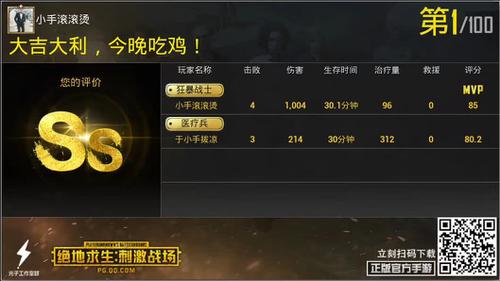 小手滚滚烫
第1/100
大吉大利，今晚吃鸡！
您的评价
SS
玩家名称 击败 伤害 生存时间 治疗量 救援 评分
狂暴战士 MVP
小手滚滚烫 4 1,004 30.1分钟 96 0 85
医疗兵
于小手拔凉 3 214 30分钟 312 0 80.2
光子工作室群
PLAYERUNKNOWN'S BATTLEGROUNDS
绝地求生:刺激战场
PG.QQ.COM
立刻扫码下载
正版官方手游